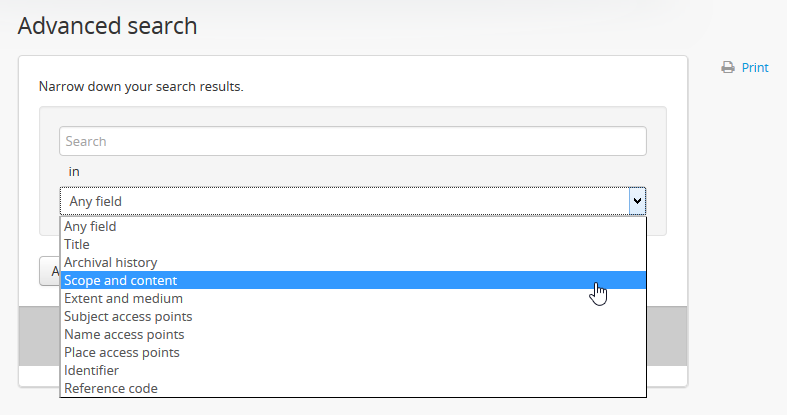 Advanced search
Print
Narrow down your search results.
Search
in
Any field
Any field
Title
Archival history
Scope and content
Extent and medium
Subject access points
Name access points
Place access points
Identifier
Reference code